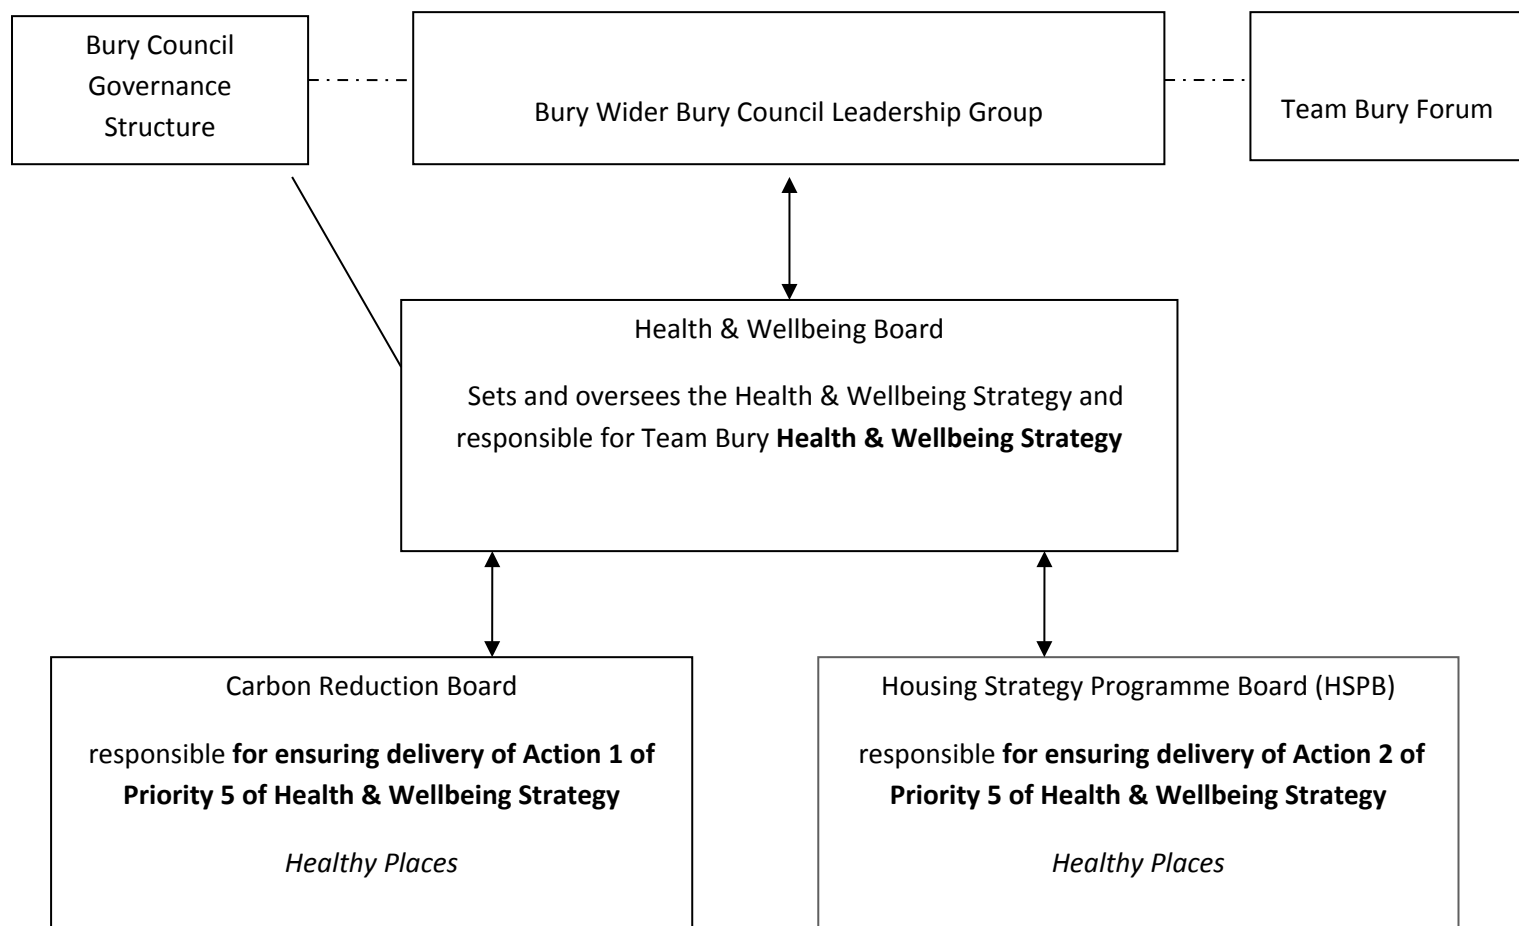 Bury Council
Governance
Structure
Bury Wider Bury Council Leadership Group
Team Bury Forum
Health & Wellbeing Board
Sets and oversees the Health & Wellbeing Strategy and
responsible for Team Bury Health & Wellbeing Strategy
Carbon Reduction Board
responsible for ensuring delivery of Action 1 of
Priority 5 of Health & Wellbeing Strategy
Healthy Places
Housing Strategy Programme Board (HSPB)
responsible for ensuring delivery of Action 2 of
Priority 5 of Health & Wellbeing Strategy
Healthy Places